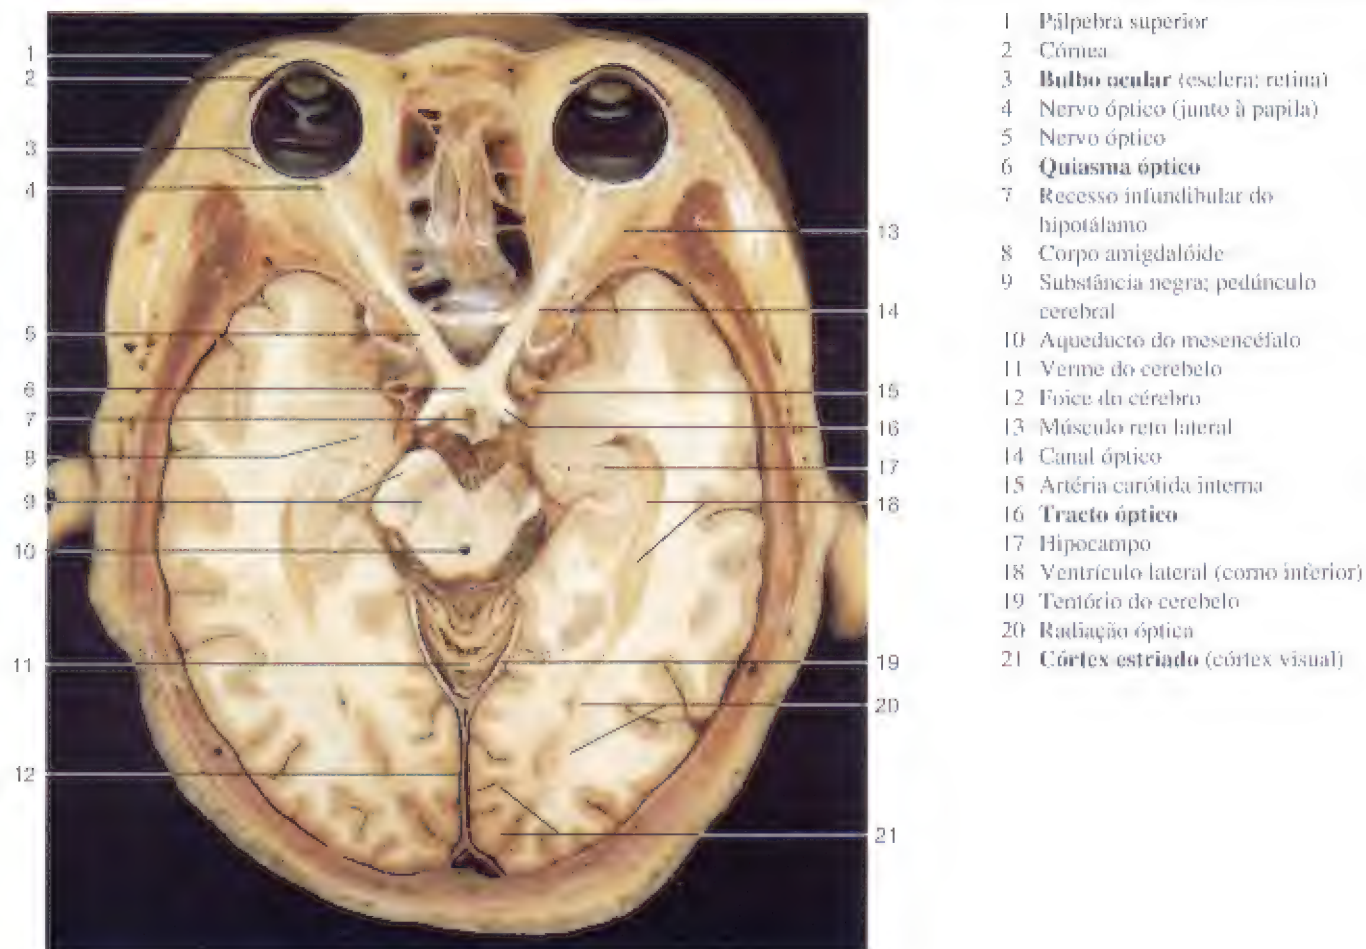 1
2
3
4
5
6
7
8
9
10
11
12
13
14
15
16
17
18
19
20
21
1 Pálpebra superior
2 Córnea
3 Bulbo ocular (esclera; retina)
4 Nervo óptico (junto à papila)
5 Nervo óptico
6 Quiasma óptico
7 Recesso infundibular do
hipotálamo
8 Corpo amigdalóide
9 Substância negra; pedúnculo
cerebral
10 Aqueducto do mesencéfalo
11 Verme do cerebelo
12 Foice do cérebro
13 Músculo reto lateral
14 Canal óptico
15 Artéria carótida interna
16 Tracto óptico
17 Hipocampo
18 Ventrículo lateral (corno inferior)
19 Tentório do cerebelo
20 Radiação óptica
21 Córtex estriado (córtex visual)